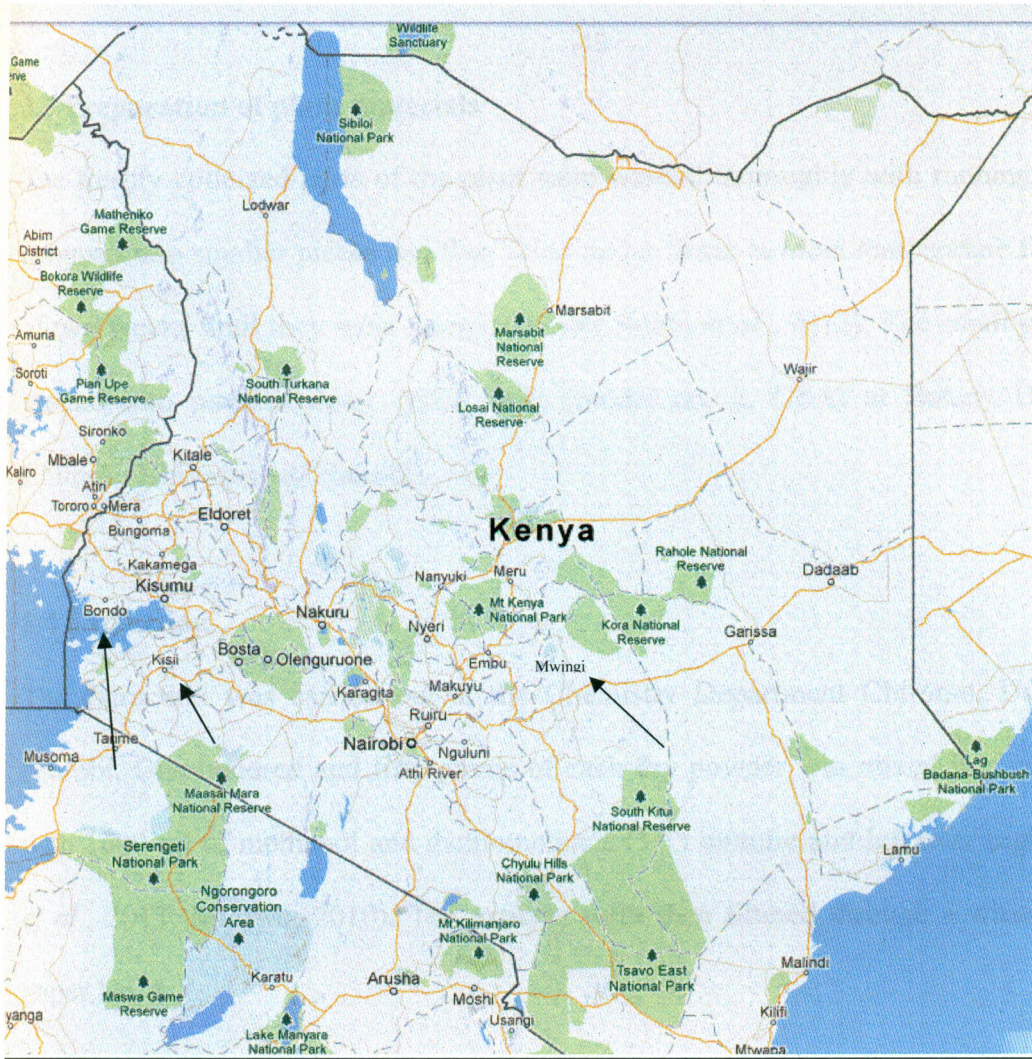 Wildlife
Sanctuary
Game
erve
Sibiloi
National Park
Lodwar
Matheniko
Game Reserve
Abim
District
Bokora Wildlife
Reserve
Marsabit
Marsabit
National
Reserve
Amuria
Wajir
Soroti
Pian Upe
Game Reserve
South Turkana
National Reserve
Losai National
Reserve
Sironko
Mbale
Kitale
Kaliro
Atiri
Tororo
Mera
Eldoret
Bungoma
Kenya
Kakamega
Rahole National
Reserve
Kisumu
Nanyuki
Meru
Dadaab
Bondo
Nakuru
Mt Kenya
National Park
Kora National
Reserve
Nyeri
Garissa
Bosta
Olenguruone
Kisii
Embu
Mwingi
Karagita
Makuyu
Ruiru
Tarime
Nairobi
Nguluni
Musoma
Athi River
Lag
Badana-Bushbush
National Park
Maasai Mara
National Reserve
South Kitui
National Reserve
Serengeti
National Park
Lamu
Chyulu Hills
National Park
Ngorongoro
Conservation
Area
Mt Kilimanjaro
National Park
Tsavo East
National Park
Malindi
Karatu
Arusha
Moshi
Maswa Game
Reserve
Kilifi
yanga
Usangi
Lake Manyara
National Park
Mtwapa